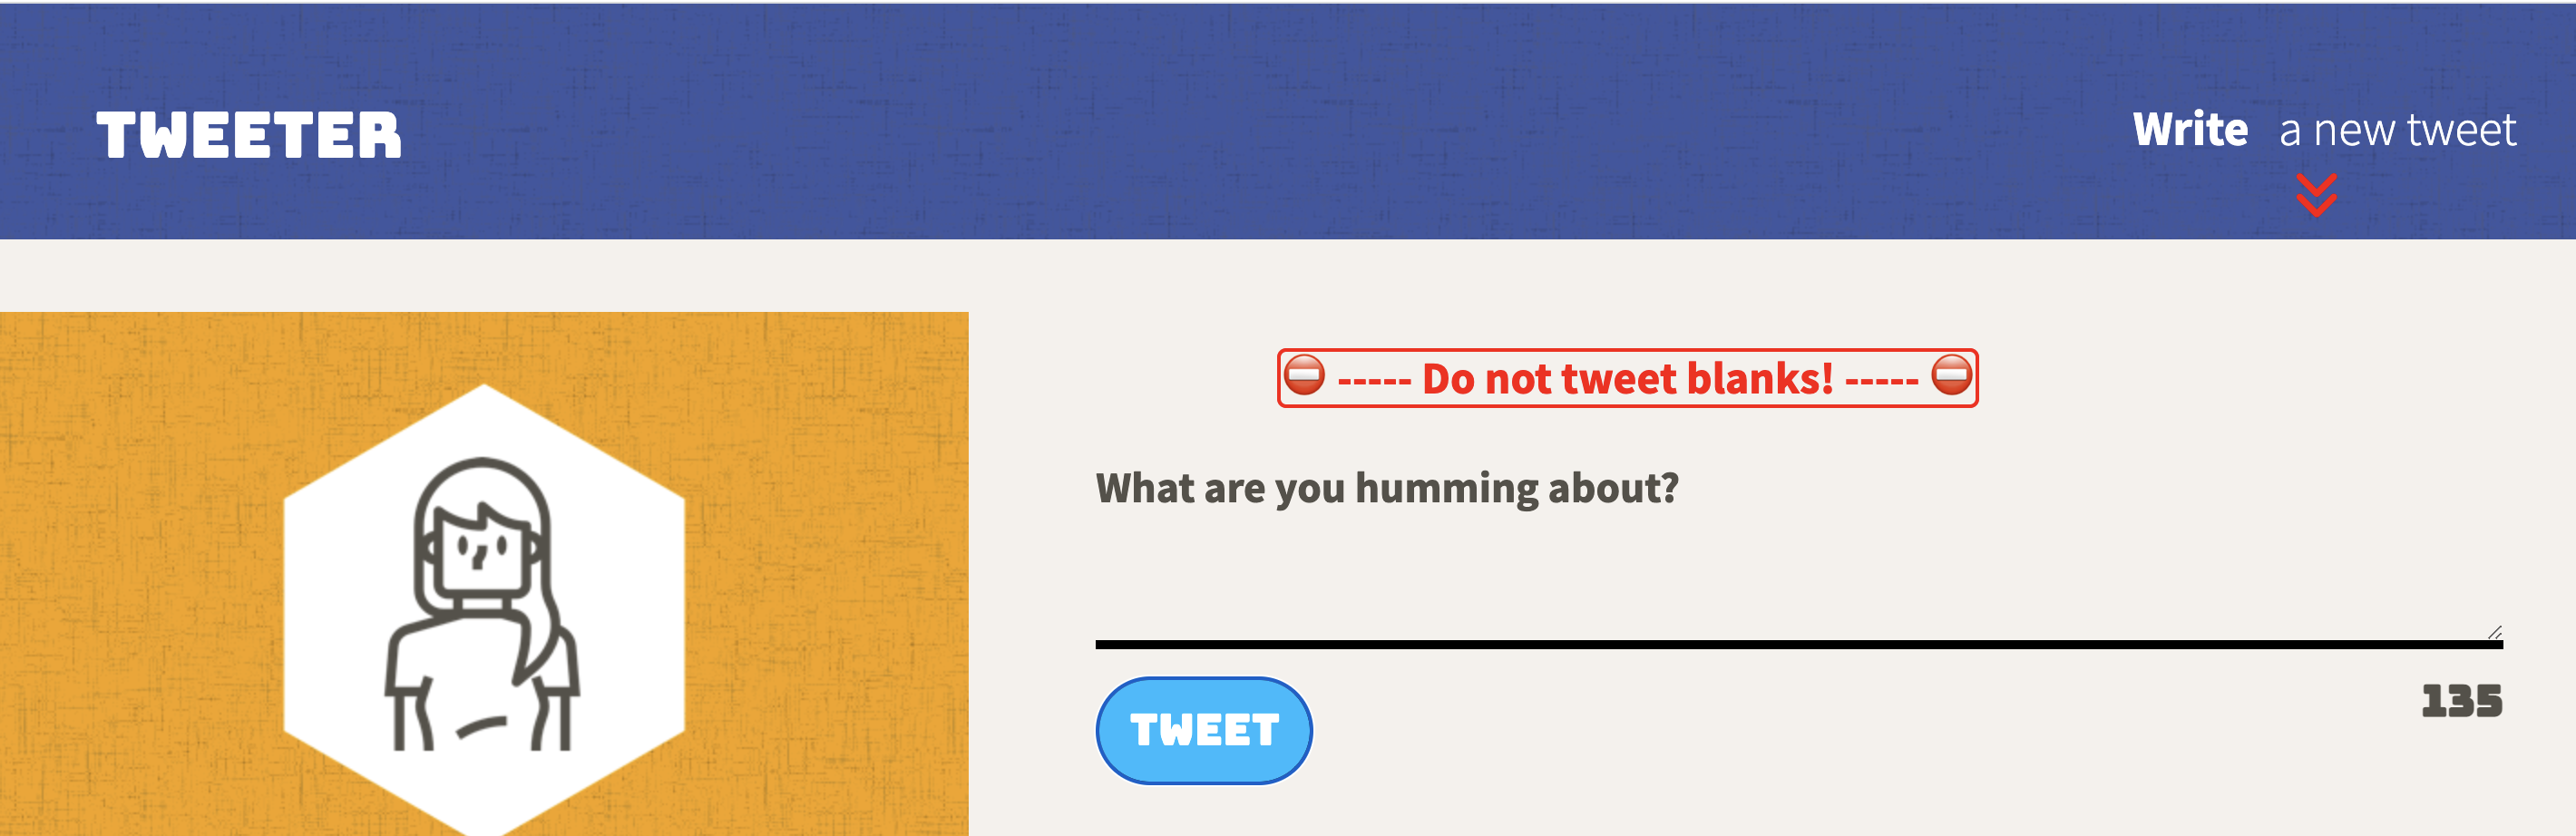 TWEETER
Write a new tweet
⛔ ----- Do not tweet blanks! ----- ⛔
What are you humming about?
TWEET
135